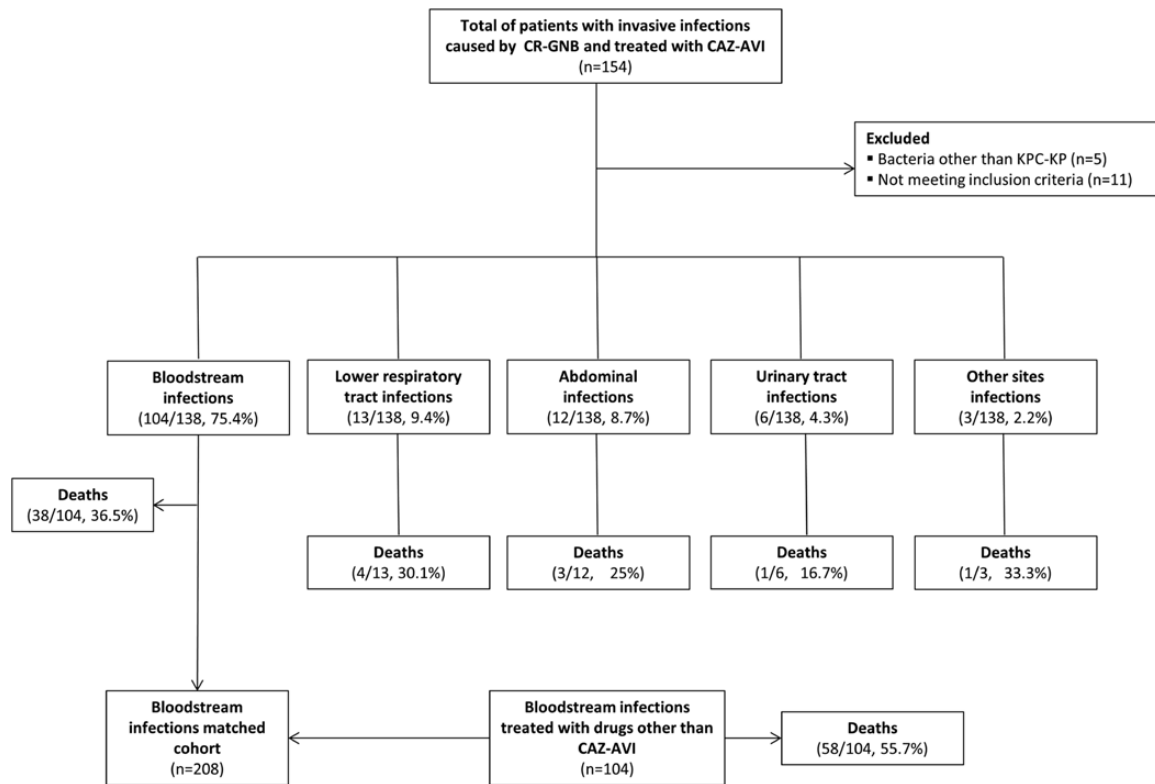 Total of patients with invasive infections
caused by CR-GNB and treated with CAZ-AVI
(n=154)
Excluded
▪ Bacteria other than KPC-KP (n=5)
▪ Not meeting inclusion criteria (n=11)
Bloodstream
infections
(104/138, 75.4%)
Lower respiratory
tract infections
(13/138, 9.4%)
Abdominal
infections
(12/138, 8.7%)
Urinary tract
infections
(6/138, 4.3%)
Other sites
infections
(3/138, 2.2%)
Deaths
(38/104, 36.5%)
Deaths
(4/13, 30.1%)
Deaths
(3/12, 25%)
Deaths
(1/6, 16.7%)
Deaths
(1/3, 33.3%)
Bloodstream
infections matched
cohort
(n=208)
Bloodstream infections
treated with drugs other than
CAZ-AVI
(n=104)
Deaths
(58/104, 55.7%)